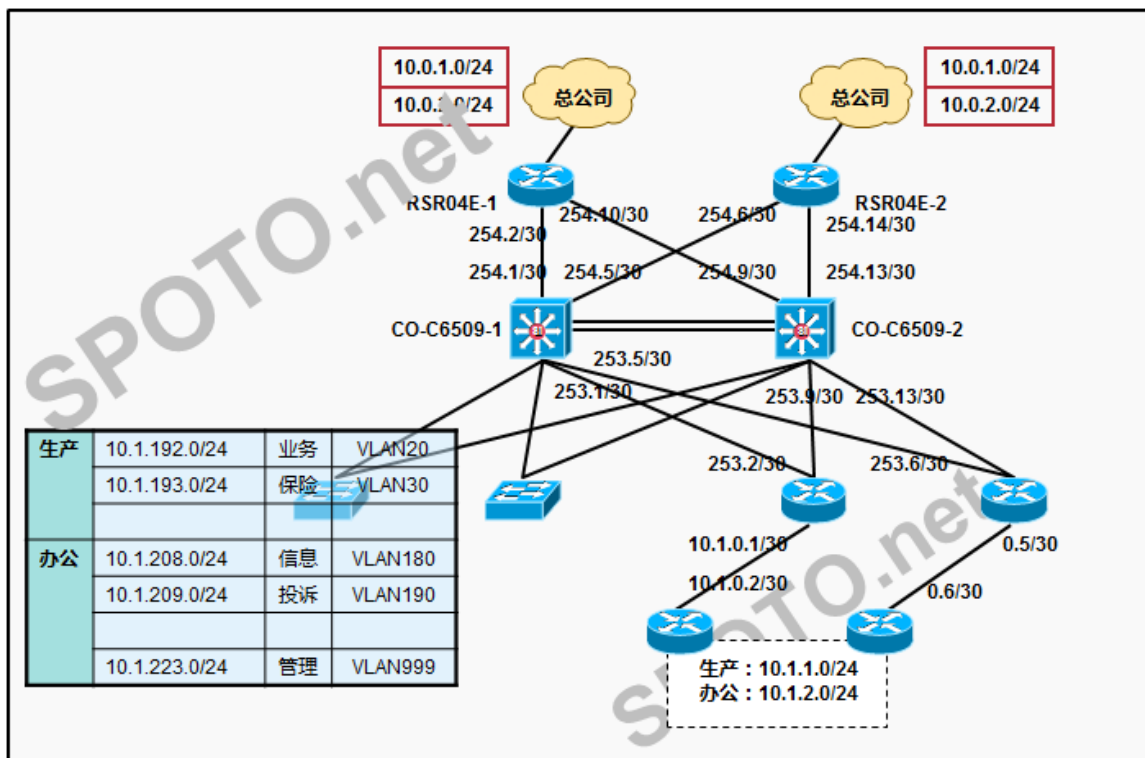 10.0.1.0/24
10.0.2.0/24
总公司
总公司
10.0.1.0/24
10.0.2.0/24
RSR04E-1
254.10/30
254.6/30
RSR04E-2
254.2/30
254.14/30
254.1/30
254.5/30
254.9/30
254.13/30
CO-C6509-1
SI
SI
CO-C6509-2
253.5/30
253.1/30
253.9/30
253.13/30
生产 10.1.192.0/24 业务 VLAN20
10.1.193.0/24 保险 VLAN30
办公 10.1.208.0/24 信息 VLAN180
10.1.209.0/24 投诉 VLAN190
10.1.223.0/24 管理 VLAN999
253.2/30
253.6/30
10.1.0.1/30
0.5/30
10.1.0.2/30
0.6/30
生产：10.1.1.0/24
办公：10.1.2.0/24
SPOTO.net
SPOTO.net